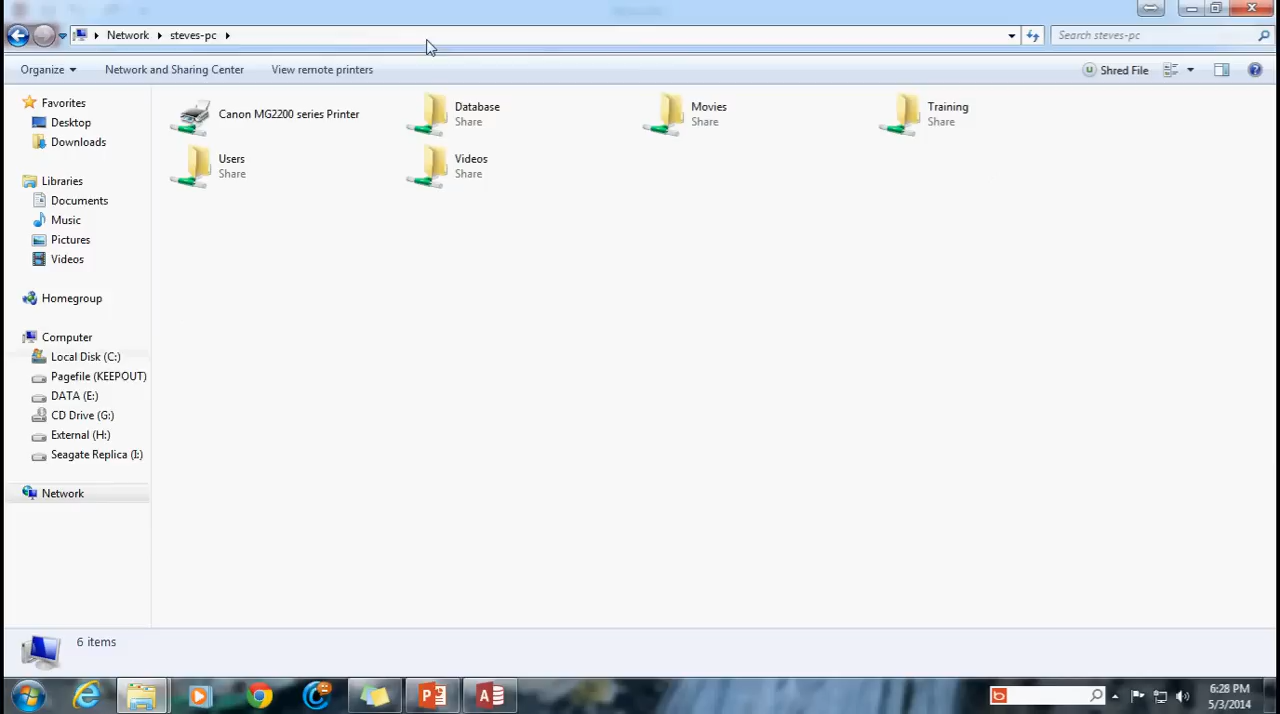 Network steves-pc
Search steves-pc
Organize Network and Sharing Center View remote printers Shred File
Favorites
Desktop
Downloads
Libraries
Documents
Music
Pictures
Videos
Homegroup
Computer
Local Disk (C:)
Pagefile (KEEPOUT)
DATA (E:)
CD Drive (G:)
External (H:)
Seagate Replica (I:)
Network
Canon MG2200 series Printer
Database
Share
Movies
Share
Training
Share
Users
Share
Videos
Share
6 items
6:28 PM
5/3/2014